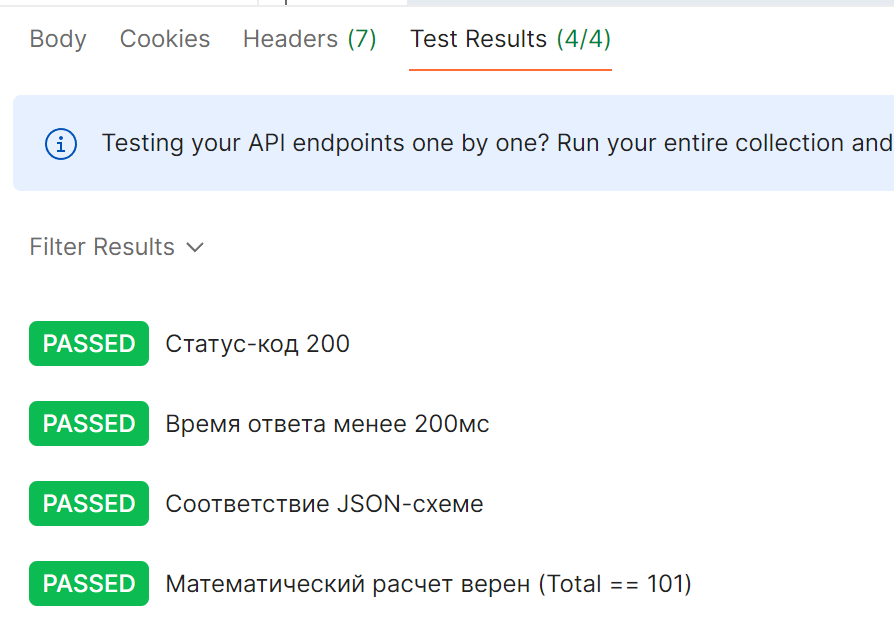 Body Cookies Headers (7) Test Results (4/4)
Testing your API endpoints one by one? Run your entire collection and
Filter Results
PASSED Статус-код 200
PASSED Время ответа менее 200мс
PASSED Соответствие JSON-схеме
PASSED Математический расчет верен (Total == 101)